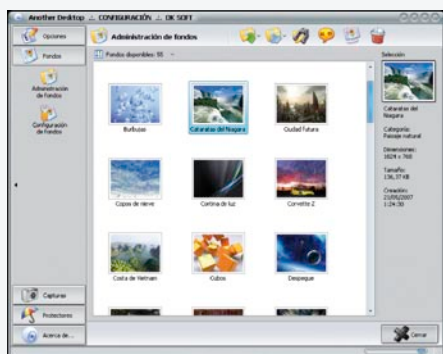 Another Desktop .:. CONFIGURACIÓN .:. OK SOFT
Opciones
Fondos
Administración
de fondos
Configuración
de fondos
Capturas
Protectores
Acerca de...
Administración de fondos
Fondos disponibles: 55
Burbujas
Cataratas del Niagara
Ciudad futura
Copos de nieve
Cortina de luz
Corvette 2
Costa de Vietnam
Cubos
Despegue
Selección:
Cataratas del
Niagara
Categoría:
Paisaje natural
Dimensiones:
1024 x 768
Tamaño:
136,37 KB
Creación:
21/05/2007
1:24:30
Cerrar